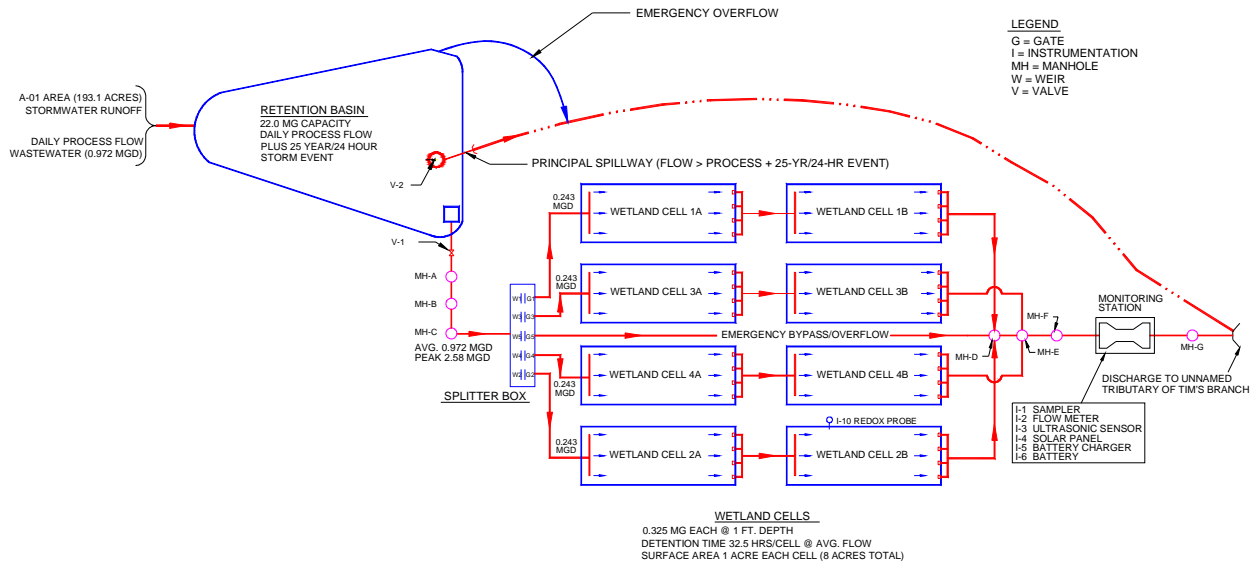 EMERGENCY OVERFLOW
LEGEND
G = GATE
I = INSTRUMENTATION
MH = MANHOLE
W = WEIR
V = VALVE
A-01 AREA (193.1 ACRES)
STORMWATER RUNOFF
DAILY PROCESS FLOW
WASTEWATER (0.972 MGD)
RETENTION BASIN
22.0 MG CAPACITY
DAILY PROCESS FLOW
PLUS 25 YEAR/24 HOUR
STORM EVENT
V-2
PRINCIPAL SPILLWAY (FLOW > PROCESS + 25-YR/24-HR EVENT)
V-1
MH-A
MH-B
MH-C
AVG. 0.972 MGD
PEAK 2.58 MGD
SPLITTER BOX
W1 G1
W3 G3
W5 G5
W4 G4
W2 G2
0.243
MGD
WETLAND CELL 1A
WETLAND CELL 1B
0.243
MGD
WETLAND CELL 3A
WETLAND CELL 3B
EMERGENCY BYPASS/OVERFLOW
0.243
MGD
WETLAND CELL 4A
WETLAND CELL 4B
I-10 REDOX PROBE
0.243
MGD
WETLAND CELL 2A
WETLAND CELL 2B
MH-D
MH-E
MH-F
MONITORING
STATION
MH-G
DISCHARGE TO UNNAMED
TRIBUTARY OF TIM'S BRANCH
I-1 SAMPLER
I-2 FLOW METER
I-3 ULTRASONIC SENSOR
I-4 SOLAR PANEL
I-5 BATTERY CHARGER
I-6 BATTERY
WETLAND CELLS
0.325 MG EACH @ 1 FT. DEPTH
DETENTION TIME 32.5 HRS/CELL @ AVG. FLOW
SURFACE AREA 1 ACRE EACH CELL (8 ACRES TOTAL)